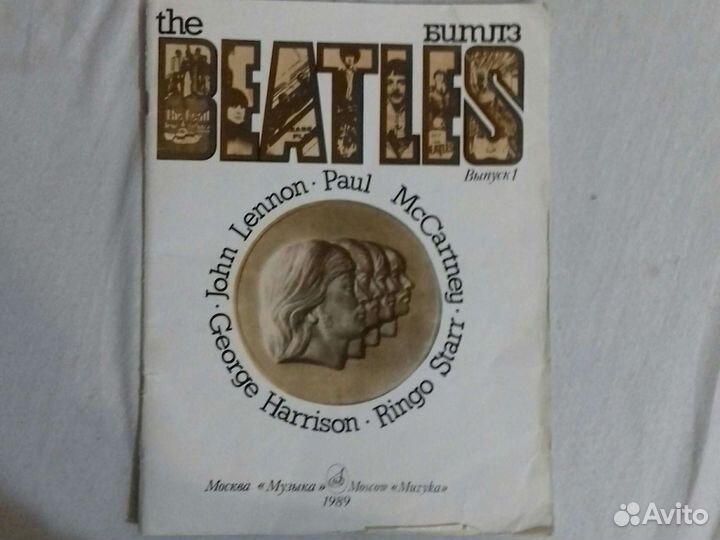 the
БИТЛЗ
BEATLES
Выпуск 1
John Lennon · Paul McCartney · Ringo Starr · George Harrison ·
Москва «Музыка» Moscow «Muzyka»
1989
Avito